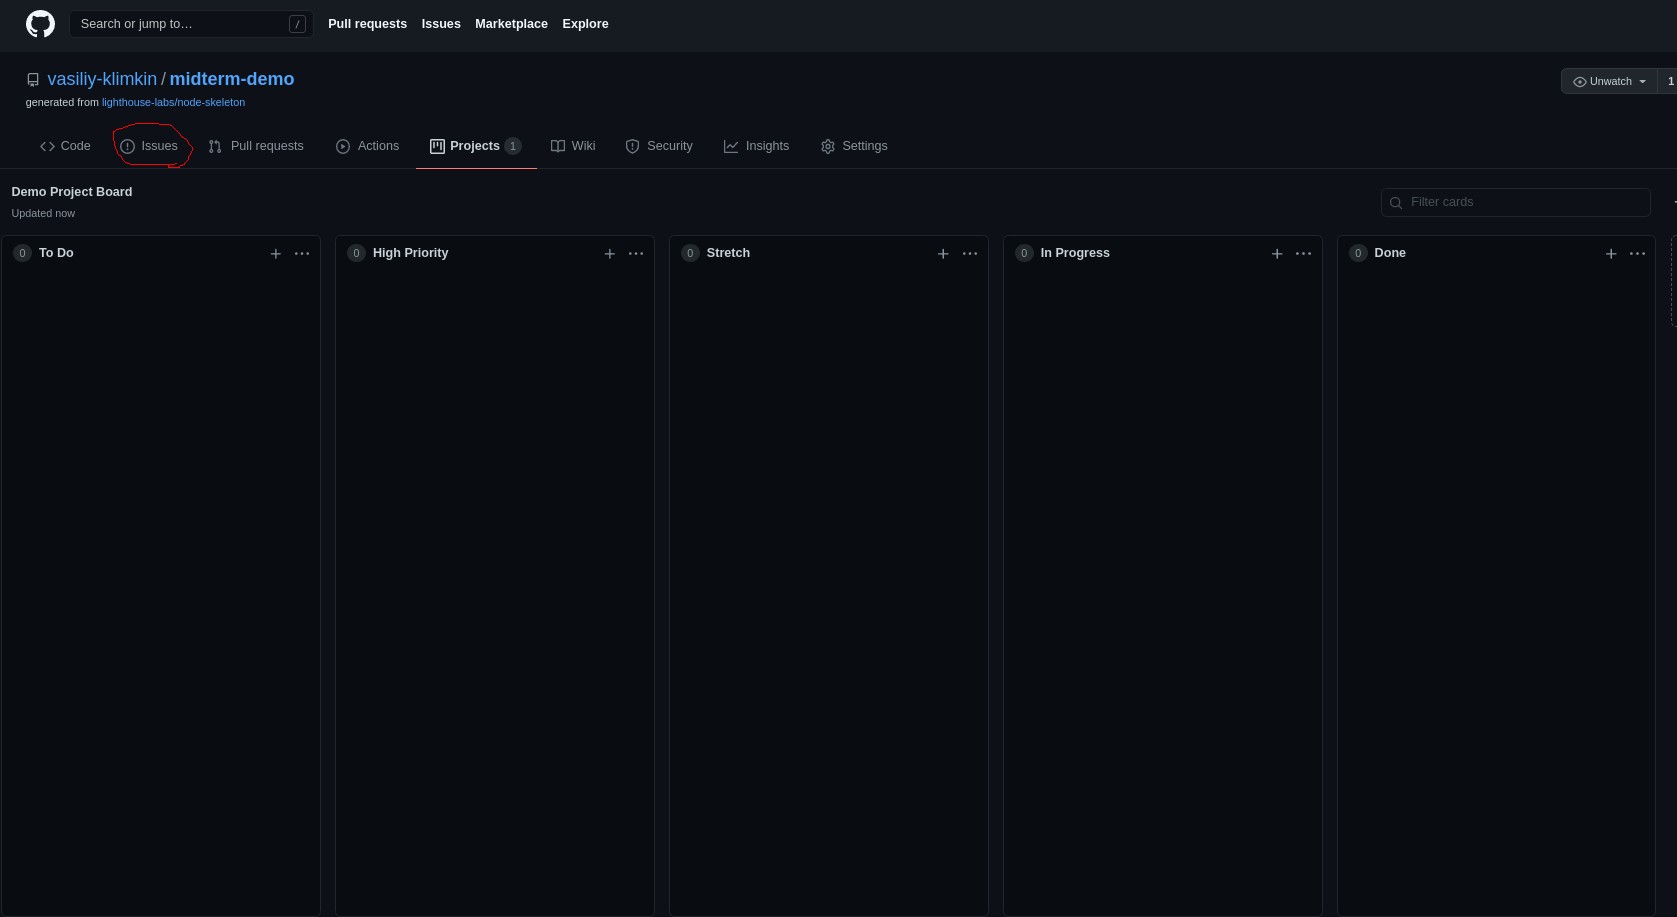 Search or jump to… /
Pull requests Issues Marketplace Explore
vasiliy-klimkin / midterm-demo
generated from lighthouse-labs/node-skeleton
Unwatch 1
Code Issues Pull requests Actions Projects 1 Wiki Security Insights Settings
Demo Project Board
Updated now
Filter cards
0 To Do
0 High Priority
0 Stretch
0 In Progress
0 Done